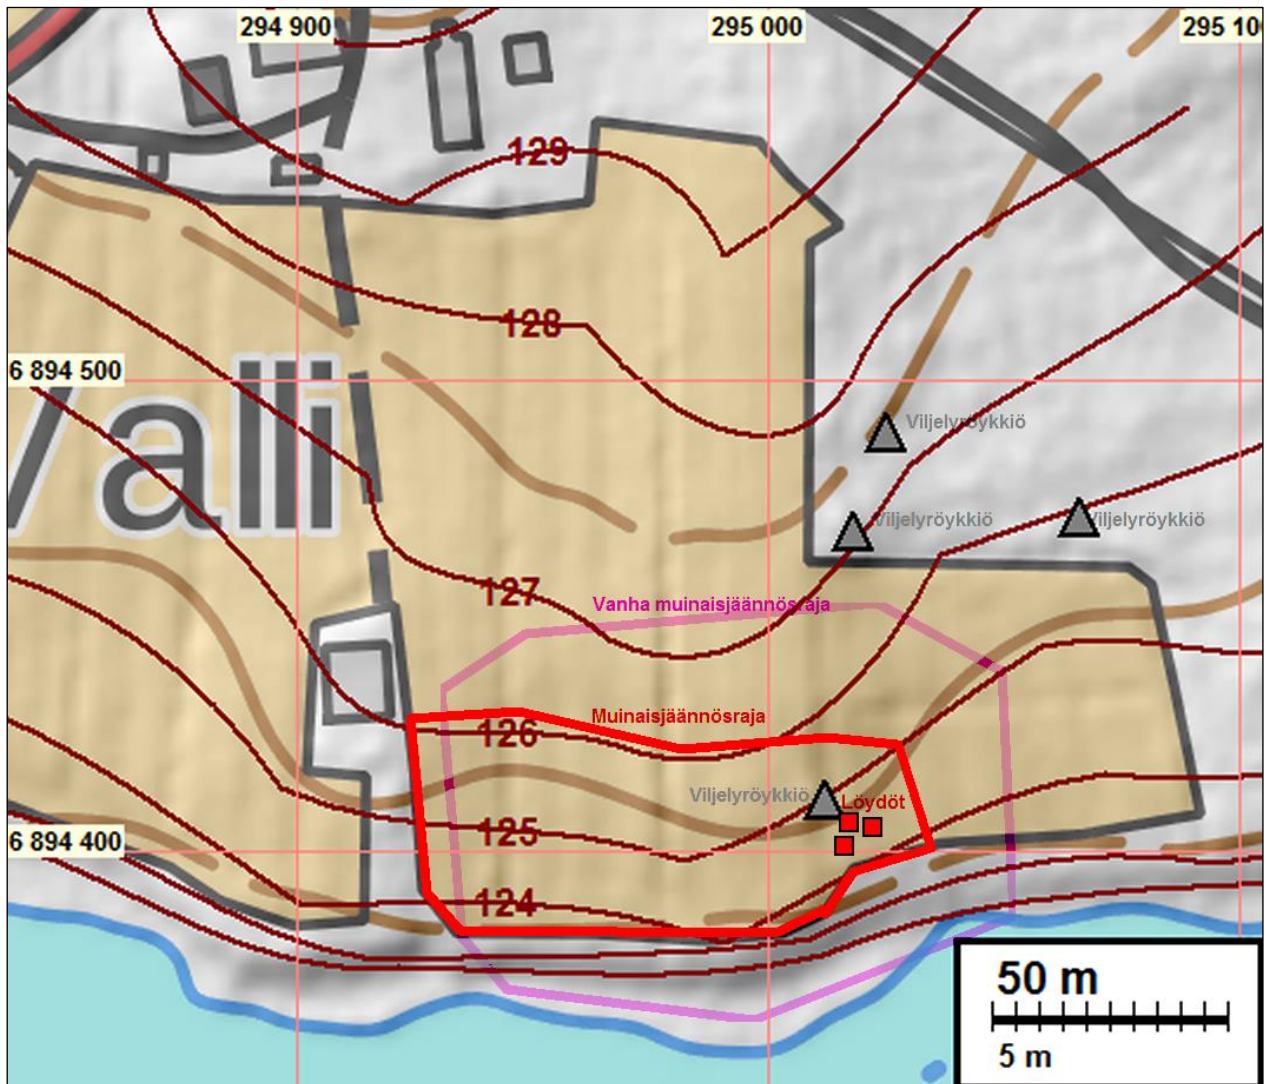 294 900
295 000
295 10
129
128
6 894 500
Valli
Viljelyröykkiö
Viljelyröykkiö
Viljelyröykkiö
127
Vanha muinaisjäännösraja
Muinaisjäännösraja
126
Viljelyröykkiö
Löydöt
125
6 894 400
124
50 m
5 m